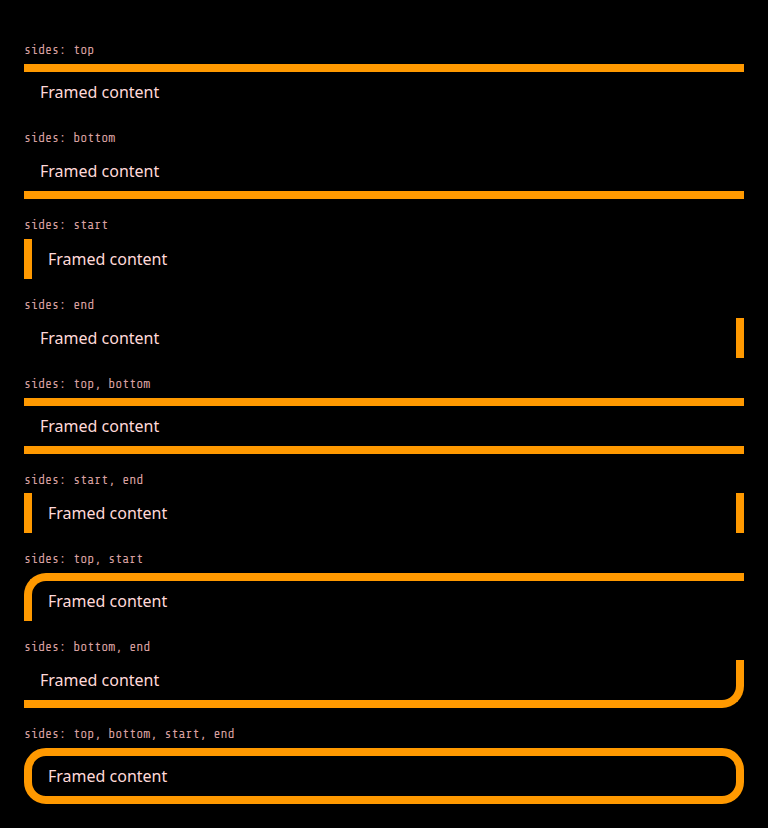 sides: top
Framed content
sides: bottom
Framed content
sides: start
Framed content
sides: end
Framed content
sides: top, bottom
Framed content
sides: start, end
Framed content
sides: top, start
Framed content
sides: bottom, end
Framed content
sides: top, bottom, start, end
Framed content